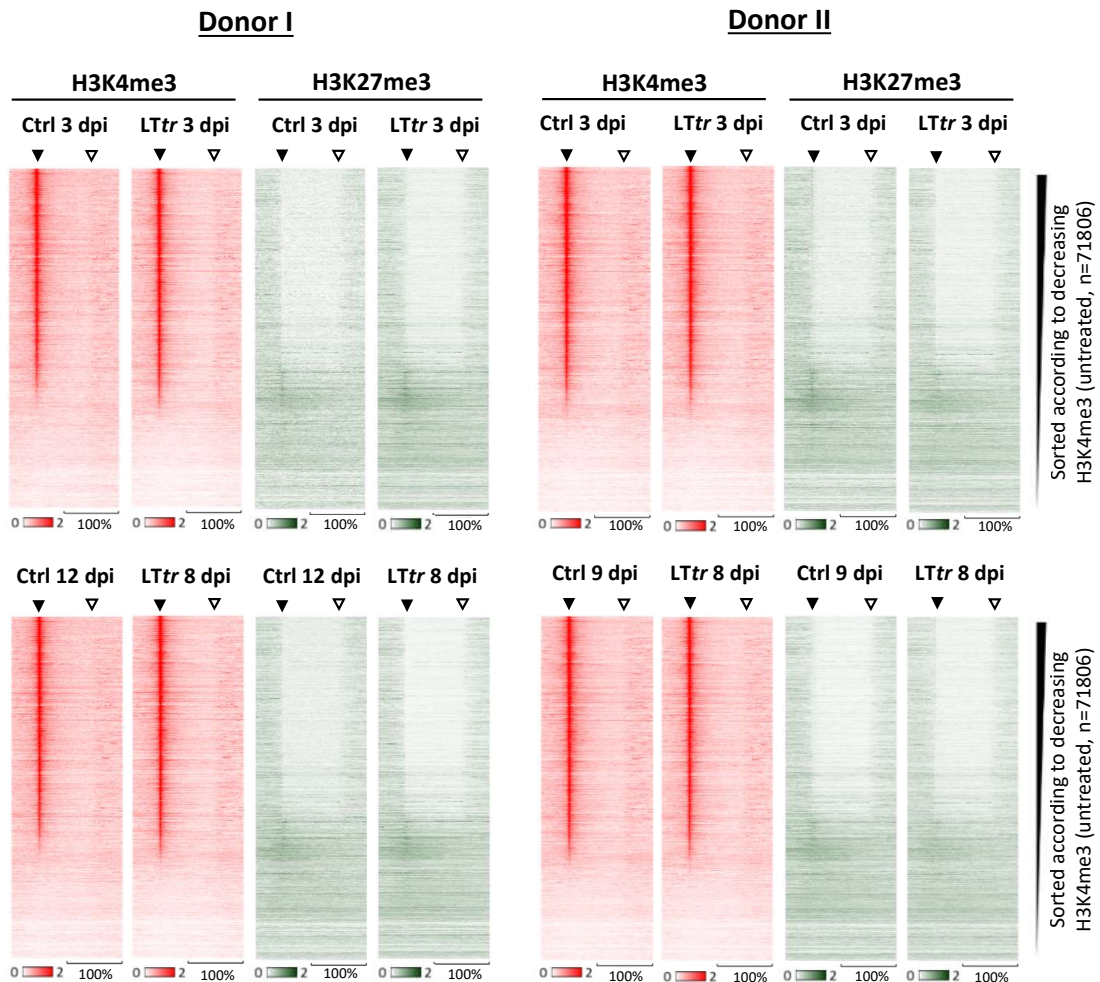 Donor I
Donor II
H3K4me3
H3K27me3
H3K4me3
H3K27me3
Ctrl 3 dpi
LTtr 3 dpi
Ctrl 3 dpi
LTtr 3 dpi
Ctrl 3 dpi
LTtr 3 dpi
Ctrl 3 dpi
LTtr 3 dpi
Sorted according to decreasing
H3K4me3 (untreated, n=71806)
0 2 100%
0 2 100%
0 2 100%
0 2 100%
0 2 100%
0 2 100%
0 2 100%
0 2 100%
Ctrl 12 dpi
LTtr 8 dpi
Ctrl 12 dpi
LTtr 8 dpi
Ctrl 9 dpi
LTtr 8 dpi
Ctrl 9 dpi
LTtr 8 dpi
Sorted according to decreasing
H3K4me3 (untreated, n=71806)
0 2 100%
0 2 100%
0 2 100%
0 2 100%
0 2 100%
0 2 100%
0 2 100%
0 2 100%